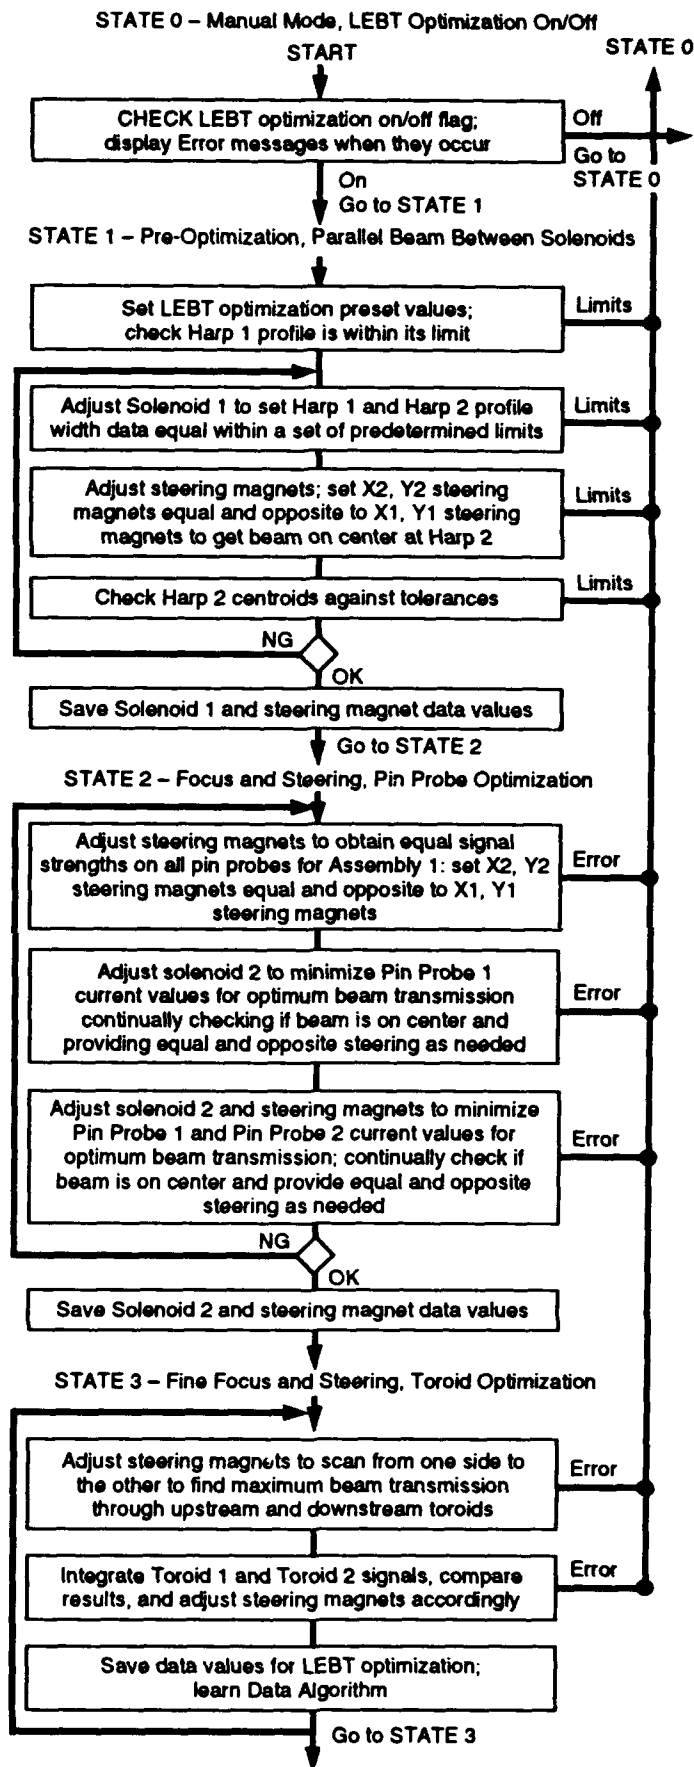 STATE 0 – Manual Mode, LEBT Optimization On/Off
START
STATE 0
CHECK LEBT optimization on/off flag;
display Error messages when they occur
Off
Go to
STATE 0
On
Go to STATE 1
STATE 1 – Pre-Optimization, Parallel Beam Between Solenoids
Set LEBT optimization preset values;
check Harp 1 profile is within its limit
Limits
Adjust Solenoid 1 to set Harp 1 and Harp 2 profile
width data equal within a set of predetermined limits
Limits
Adjust steering magnets; set X2, Y2 steering
magnets equal and opposite to X1, Y1 steering
magnets to get beam on center at Harp 2
Limits
Check Harp 2 centroids against tolerances
Limits
NG
OK
Save Solenoid 1 and steering magnet data values
Go to STATE 2
STATE 2 – Focus and Steering, Pin Probe Optimization
Adjust steering magnets to obtain equal signal
strengths on all pin probes for Assembly 1: set X2, Y2
steering magnets equal and opposite to X1, Y1
steering magnets
Error
Adjust solenoid 2 to minimize Pin Probe 1
current values for optimum beam transmission
continually checking if beam is on center and
providing equal and opposite steering as needed
Error
Adjust solenoid 2 and steering magnets to minimize
Pin Probe 1 and Pin Probe 2 current values for
optimum beam transmission; continually check if
beam is on center and provide equal and opposite
steering as needed
Error
NG
OK
Save Solenoid 2 and steering magnet data values
STATE 3 – Fine Focus and Steering, Toroid Optimization
Adjust steering magnets to scan from one side to
the other to find maximum beam transmission
through upstream and downstream toroids
Error
Integrate Toroid 1 and Toroid 2 signals, compare
results, and adjust steering magnets accordingly
Error
Save data values for LEBT optimization;
learn Data Algorithm
Go to STATE 3